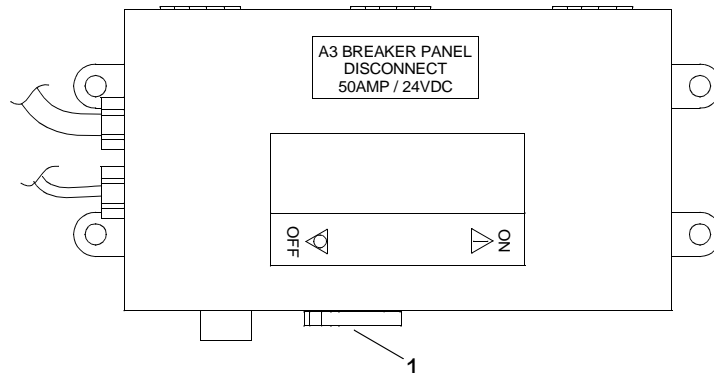 A3 BREAKER PANEL
DISCONNECT
50AMP / 24VDC
OFF
ON
1